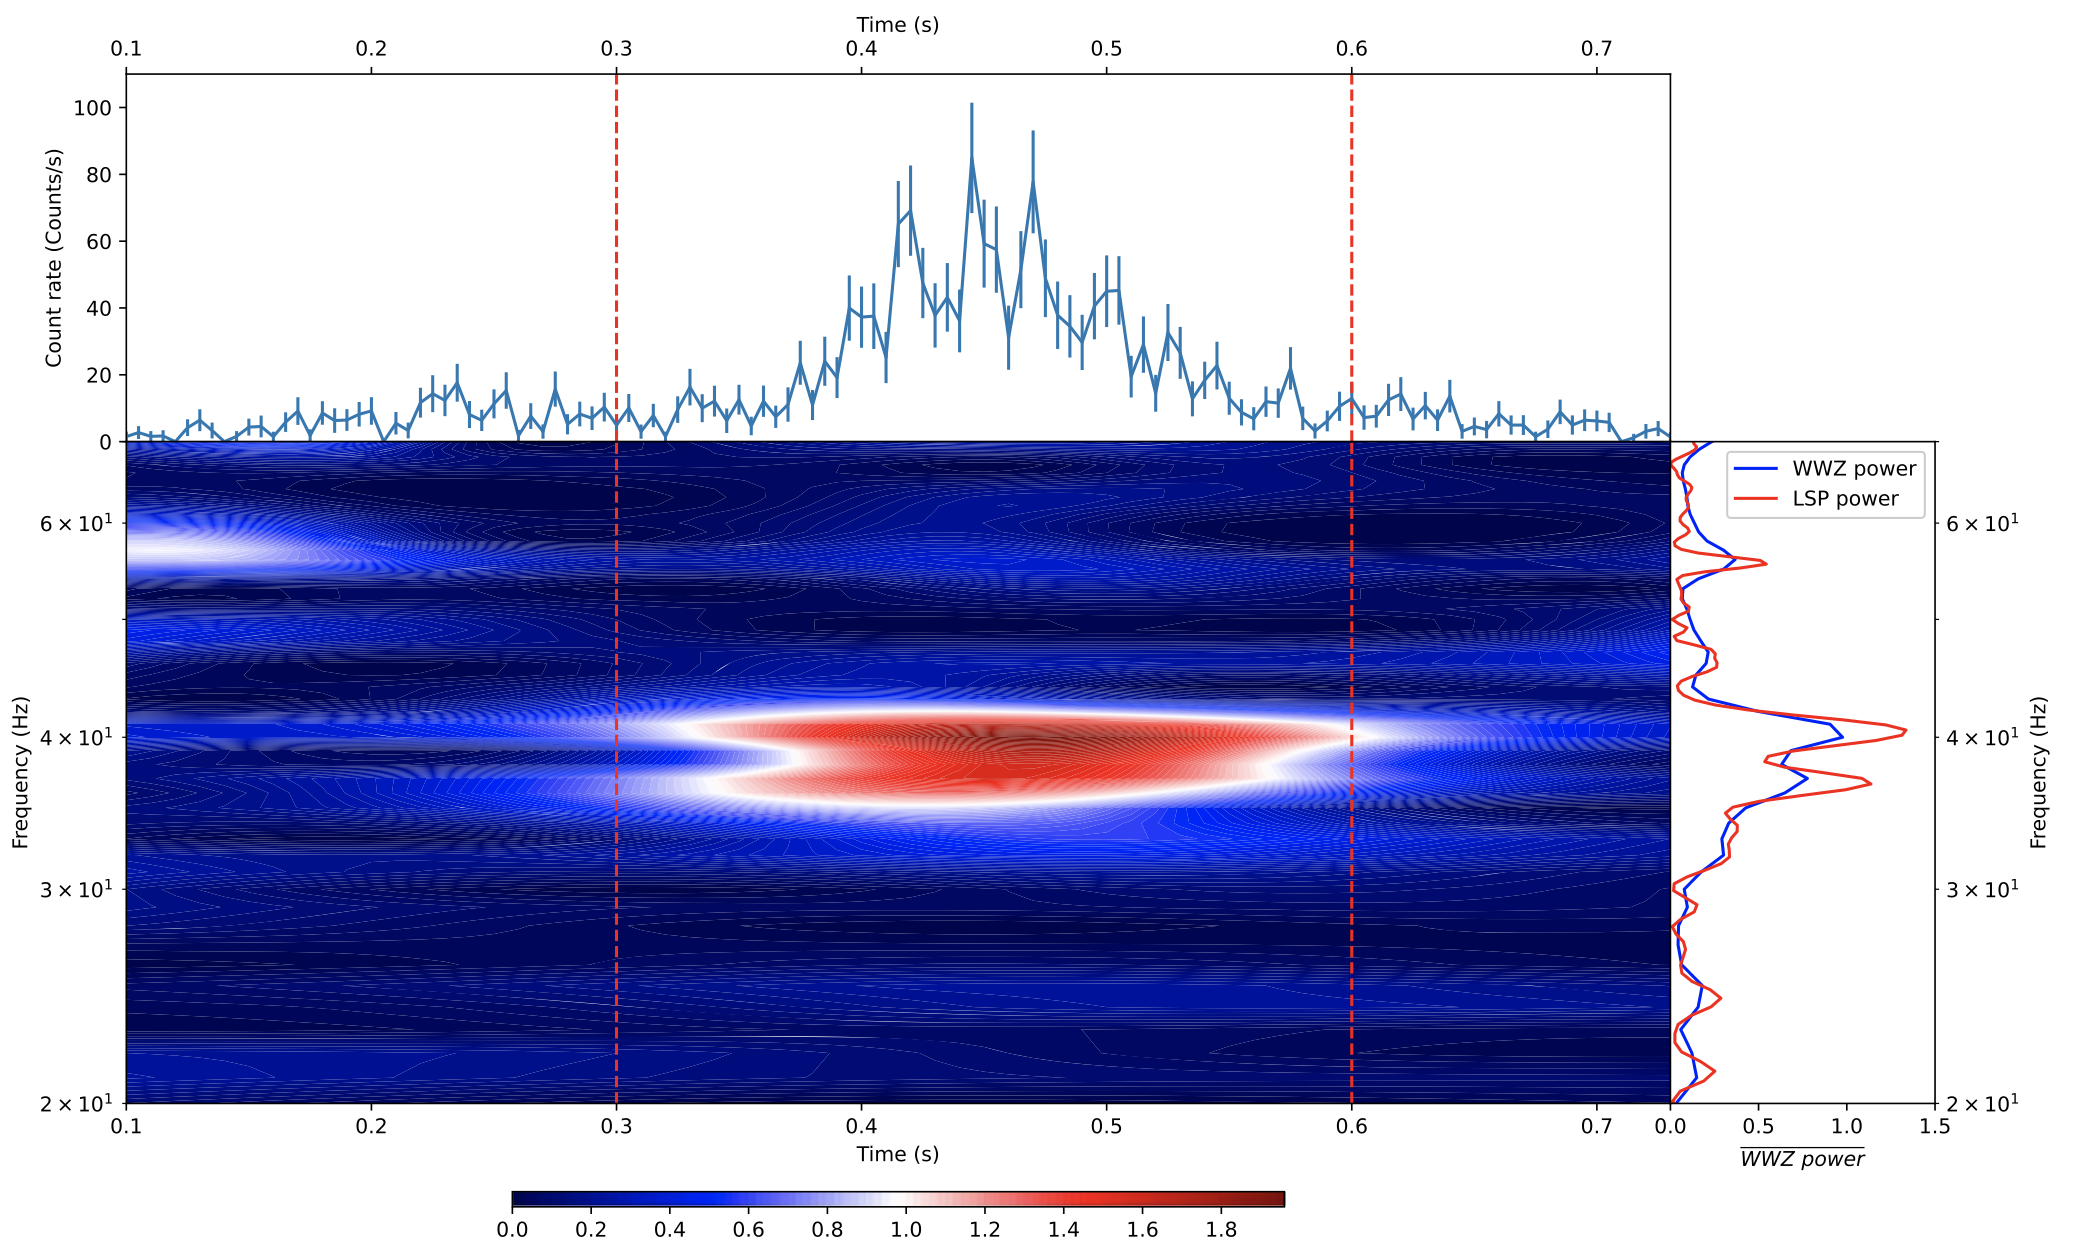 Time (s)
0.1 0.2 0.3 0.4 0.5 0.6 0.7
Count rate (Counts/s)
100
80
60
40
20
0
WWZ power
LSP power
Frequency (Hz)
6 × 10¹
4 × 10¹
3 × 10¹
2 × 10¹
6 × 10¹
4 × 10¹
3 × 10¹
2 × 10¹
Frequency (Hz)
0.1 0.2 0.3 0.4 0.5 0.6 0.7
Time (s)
0.0 0.5 1.0 1.5
WWZ power
0.0 0.2 0.4 0.6 0.8 1.0 1.2 1.4 1.6 1.8